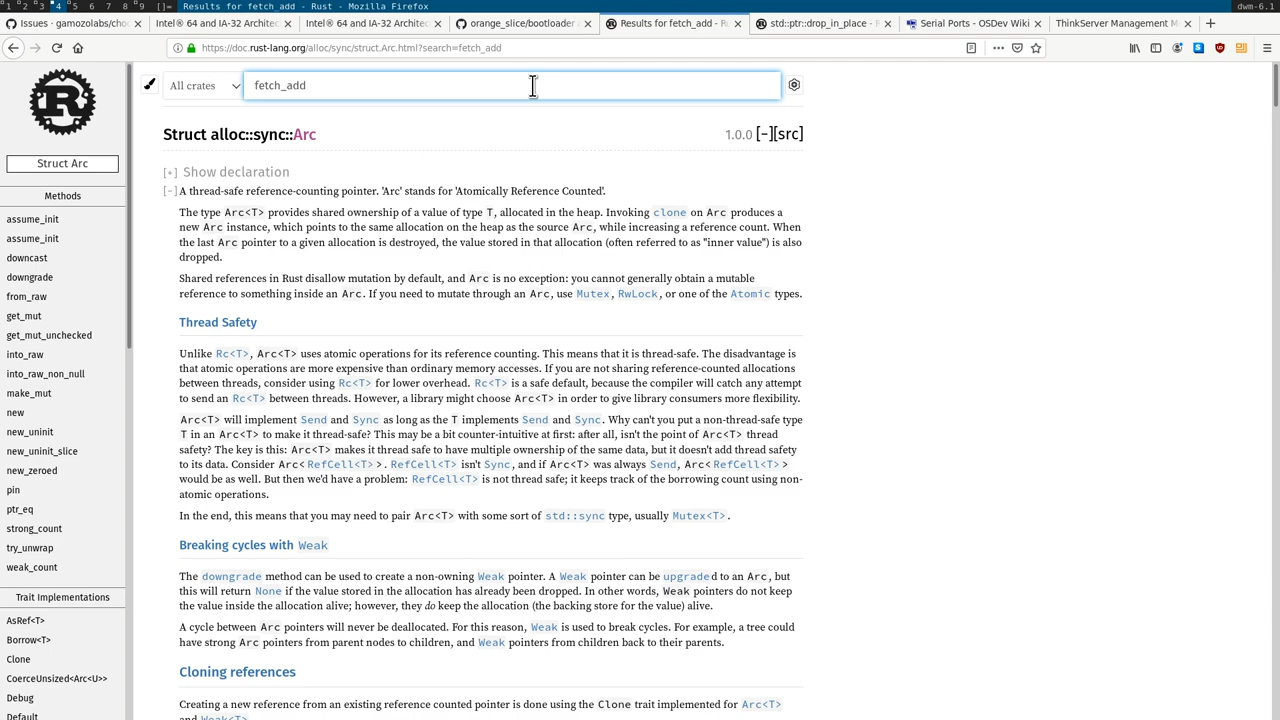 1 2 3 4 5 6 7 8 9 []= Results for fetch_add - Rust - Mozilla Firefox dwm-6.1
Issues · gamozolabs/cho × Intel® 64 and IA-32 Architec × Intel® 64 and IA-32 Architec × orange_slice/bootloader × Results for fetch_add - Rust × std::ptr::drop_in_place - R × Serial Ports - OSDev Wiki × ThinkServer Management M ×
https://doc.rust-lang.org/alloc/sync/struct.Arc.html?search=fetch_add
All crates fetch_add
Struct alloc::sync::Arc 1.0.0 [−][src]
[+] Show declaration
[−] A thread-safe reference-counting pointer. 'Arc' stands for 'Atomically Reference Counted'.
The type Arc<T> provides shared ownership of a value of type T, allocated in the heap. Invoking clone on Arc produces a
new Arc instance, which points to the same allocation on the heap as the source Arc, while increasing a reference count. When
the last Arc pointer to a given allocation is destroyed, the value stored in that allocation (often referred to as "inner value") is also
dropped.
Shared references in Rust disallow mutation by default, and Arc is no exception: you cannot generally obtain a mutable
reference to something inside an Arc. If you need to mutate through an Arc, use Mutex, RwLock, or one of the Atomic types.
Thread Safety
Unlike Rc<T>, Arc<T> uses atomic operations for its reference counting. This means that it is thread-safe. The disadvantage is
that atomic operations are more expensive than ordinary memory accesses. If you are not sharing reference-counted allocations
between threads, consider using Rc<T> for lower overhead. Rc<T> is a safe default, because the compiler will catch any attempt
to send an Rc<T> between threads. However, a library might choose Arc<T> in order to give library consumers more flexibility.
Arc<T> will implement Send and Sync as long as the T implements Send and Sync. Why can't you put a non-thread-safe type
T in an Arc<T> to make it thread-safe? This may be a bit counter-intuitive at first: after all, isn't the point of Arc<T> thread
safety? The key is this: Arc<T> makes it thread safe to have multiple ownership of the same data, but it doesn't add thread safety
to its data. Consider Arc<RefCell<T>>. RefCell<T> isn't Sync, and if Arc<T> was always Send, Arc<RefCell<T>>
would be as well. But then we'd have a problem: RefCell<T> is not thread safe; it keeps track of the borrowing count using non-
atomic operations.
In the end, this means that you may need to pair Arc<T> with some sort of std::sync type, usually Mutex<T>.
Breaking cycles with Weak
The downgrade method can be used to create a non-owning Weak pointer. A Weak pointer can be upgraded to an Arc, but
this will return None if the value stored in the allocation has already been dropped. In other words, Weak pointers do not keep
the value inside the allocation alive; however, they do keep the allocation (the backing store for the value) alive.
A cycle between Arc pointers will never be deallocated. For this reason, Weak is used to break cycles. For example, a tree could
have strong Arc pointers from parent nodes to children, and Weak pointers from children back to their parents.
Cloning references
Creating a new reference from an existing reference counted pointer is done using the Clone trait implemented for Arc<T>
and Weak<T>.
Struct Arc
Methods
assume_init
assume_init
downcast
downgrade
from_raw
get_mut
get_mut_unchecked
into_raw
into_raw_non_null
make_mut
new
new_uninit
new_uninit_slice
new_zeroed
pin
ptr_eq
strong_count
try_unwrap
weak_count
Trait Implementations
AsRef<T>
Borrow<T>
Clone
CoerceUnsized<Arc<U>>
Debug
Default